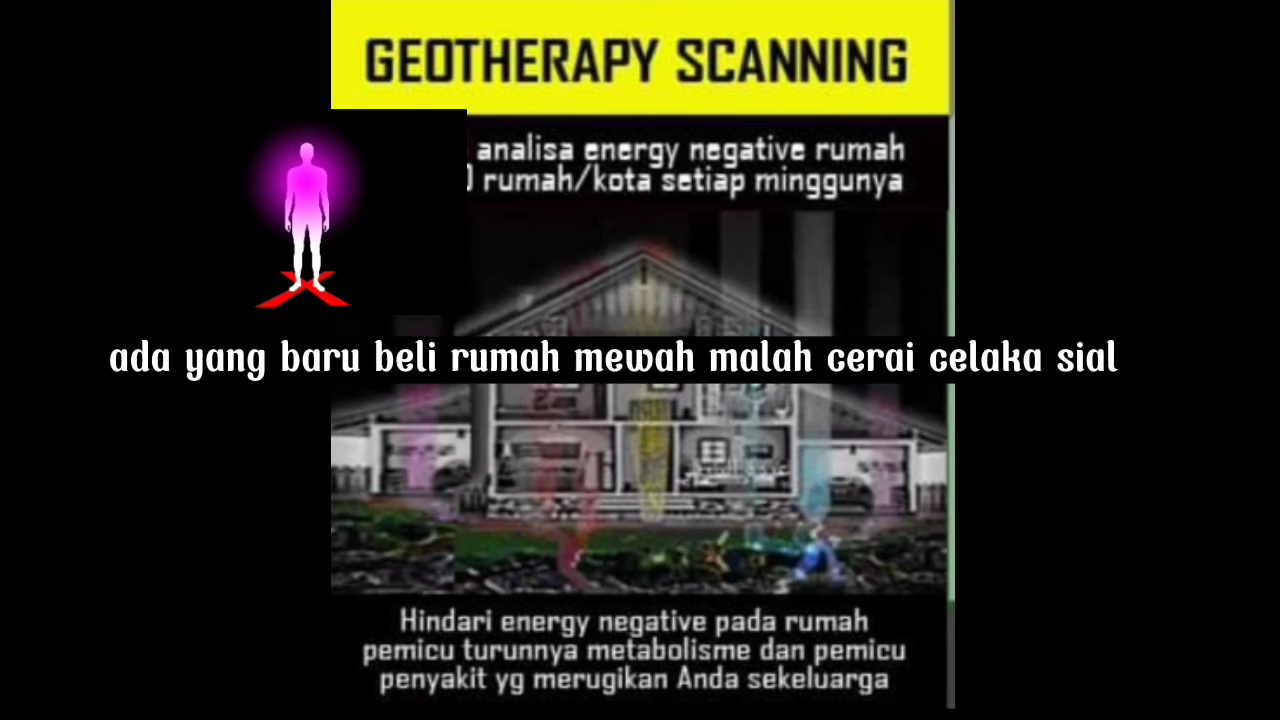 GEOTHERAPY SCANNING
analisa energy negative rumah
rumah/kota setiap minggunya
ada yang baru beli rumah mewah malah cerai celaka sial
Hindari energy negative pada rumah
pemicu turunnya metabolisme dan pemicu
penyakit yg merugikan Anda sekeluarga